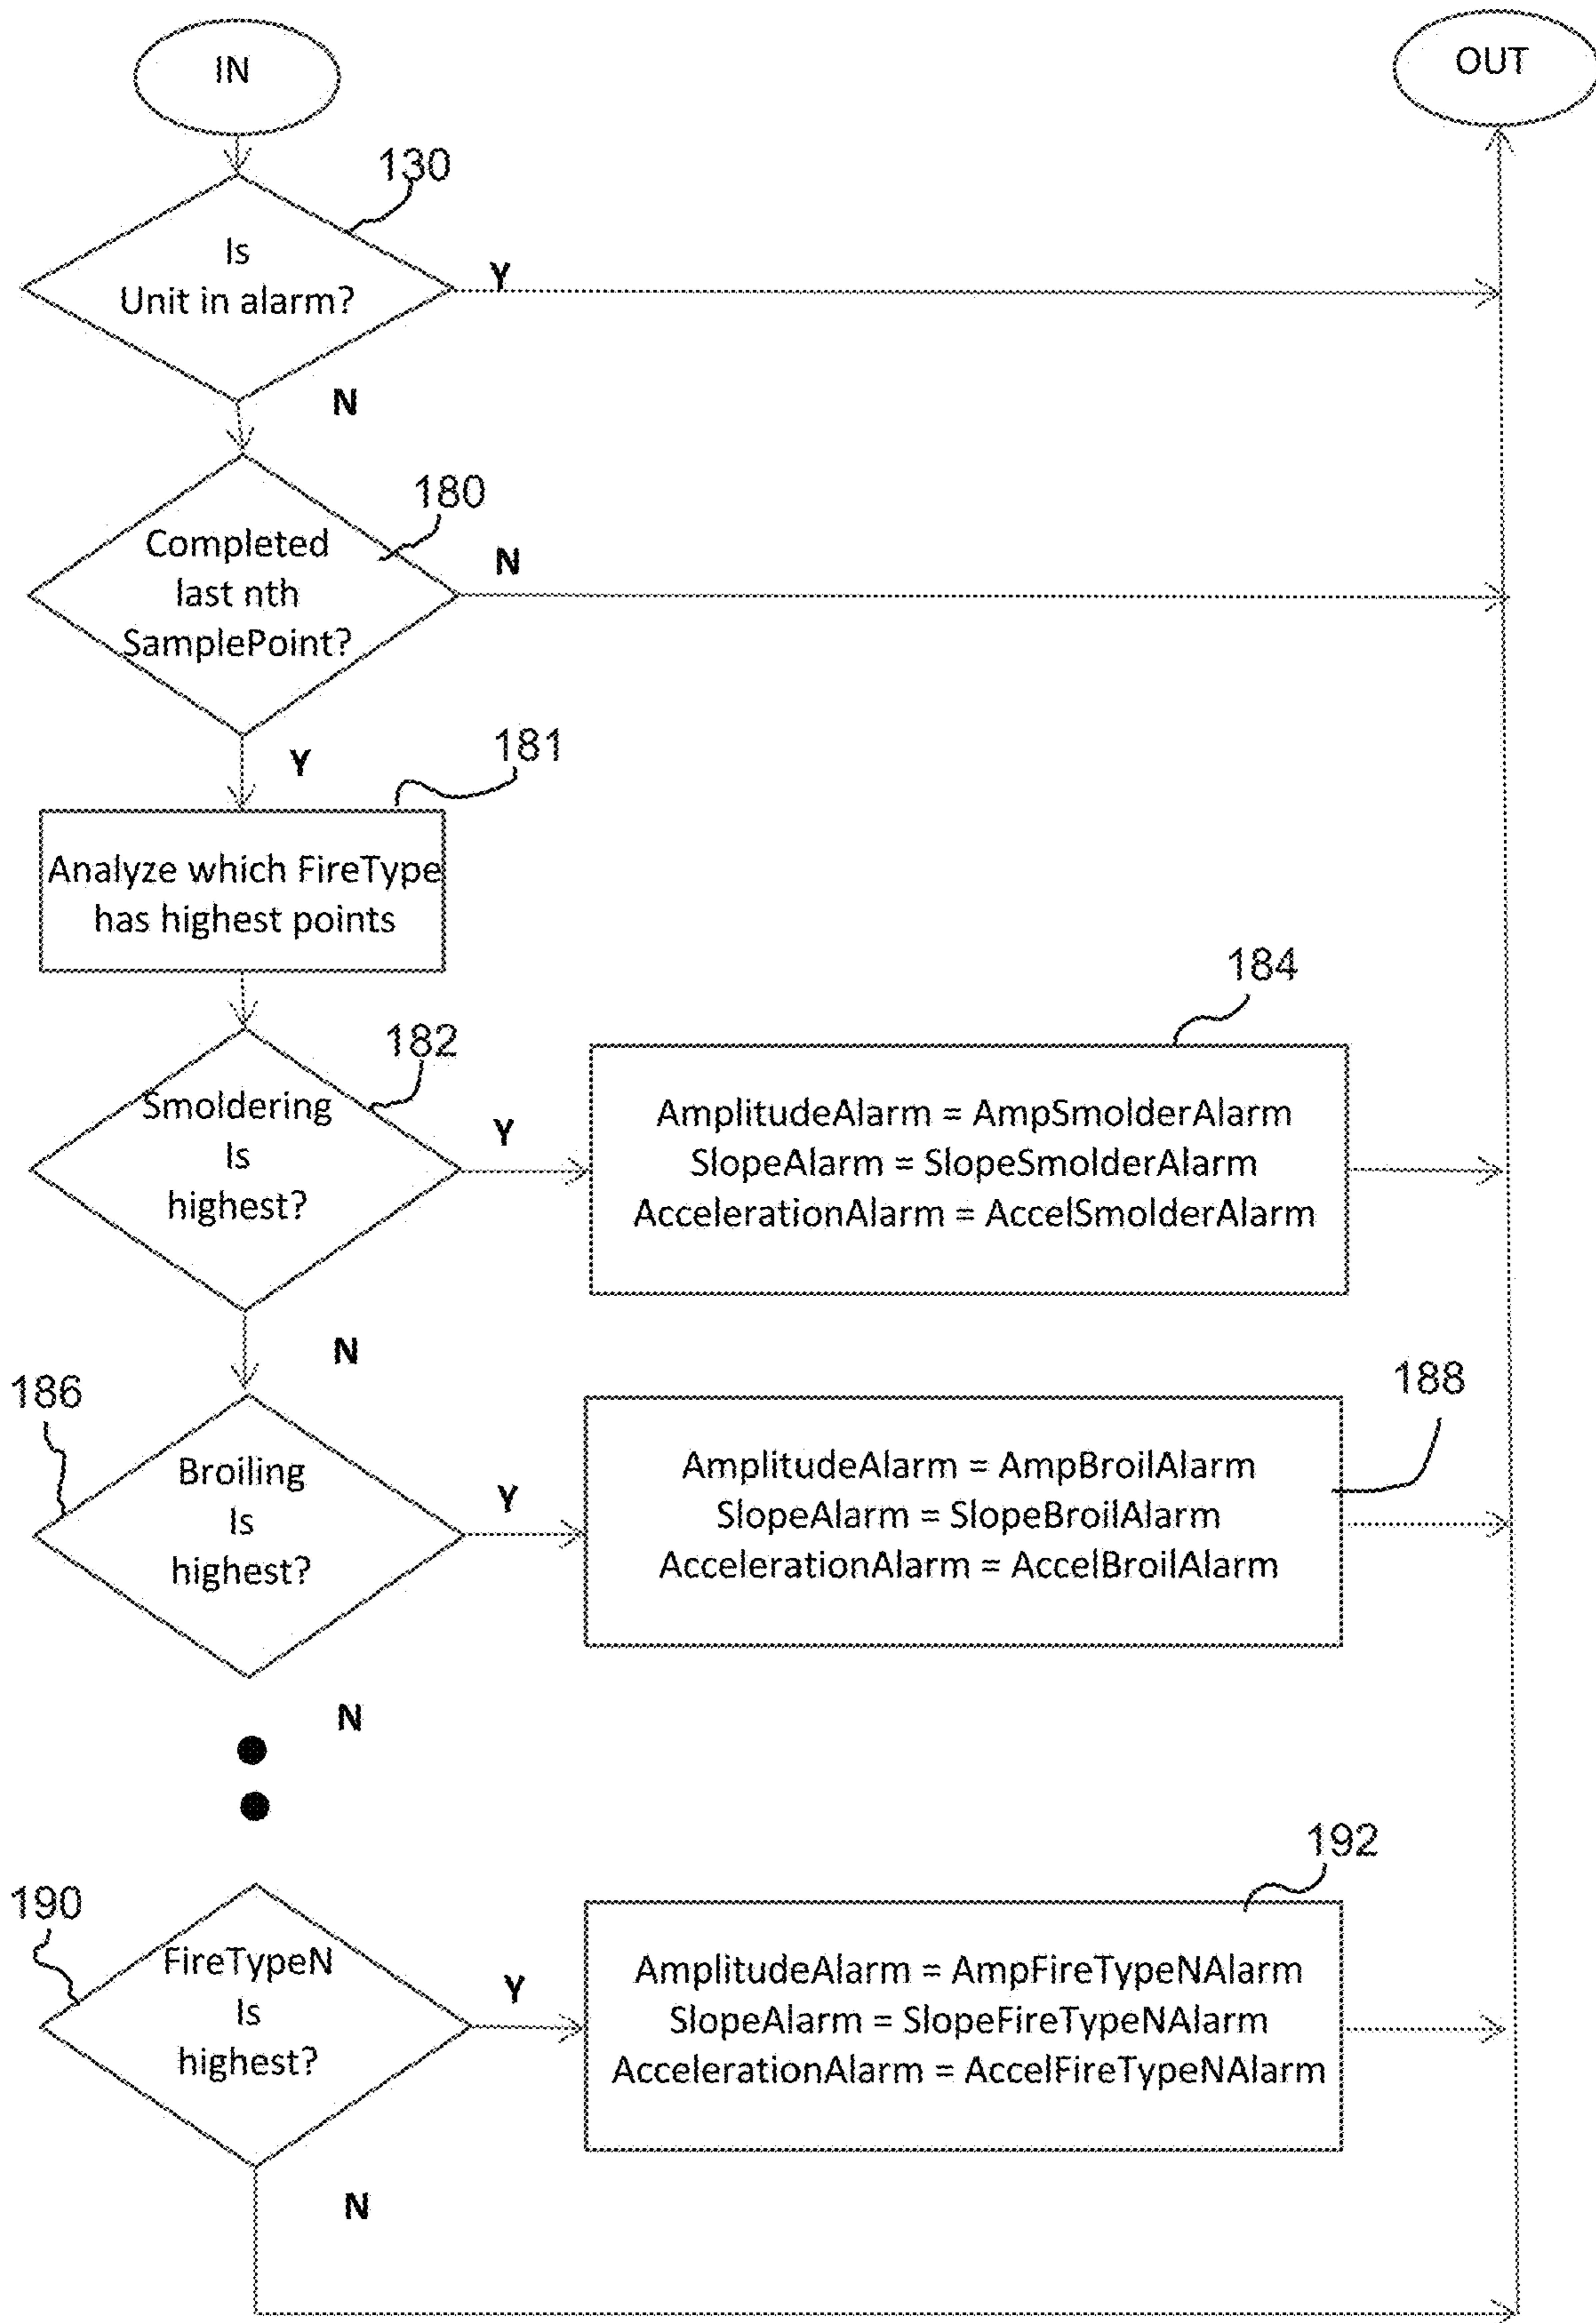 IN
OUT
130
Is
Unit in alarm?
Y
N
180
Completed
last nth
SamplePoint?
N
Y
181
Analyze which FireType
has highest points
182
Smoldering
Is
highest?
Y
N
184
AmplitudeAlarm = AmpSmolderAlarm
SlopeAlarm = SlopeSmolderAlarm
AccelerationAlarm = AccelSmolderAlarm
186
Broiling
Is
highest?
Y
N
188
AmplitudeAlarm = AmpBroilAlarm
SlopeAlarm = SlopeBroilAlarm
AccelerationAlarm = AccelBroilAlarm
190
FireTypeN
Is
highest?
Y
N
192
AmplitudeAlarm = AmpFireTypeNAlarm
SlopeAlarm = SlopeFireTypeNAlarm
AccelerationAlarm = AccelFireTypeNAlarm